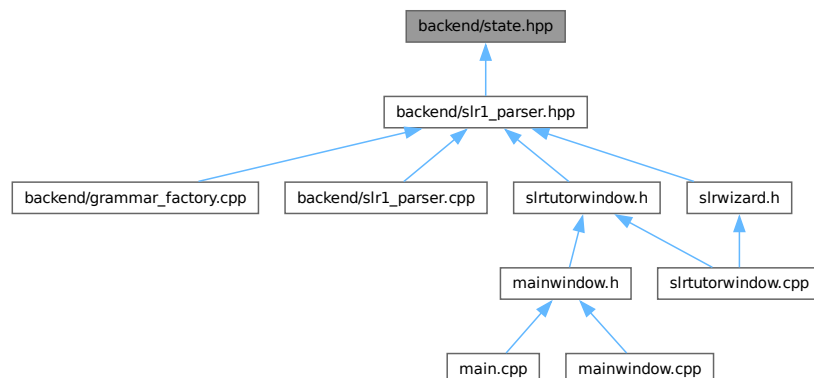 backend/state.hpp
backend/slr1_parser.hpp
backend/grammar_factory.cpp
backend/slr1_parser.cpp
slrtutorwindow.h
slrwizard.h
mainwindow.h
slrtutorwindow.cpp
main.cpp
mainwindow.cpp